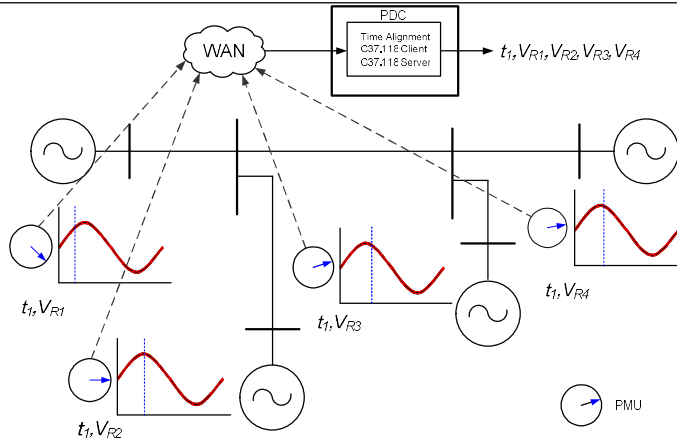 PDC
Time Alignment
C37.118 Client
C37.118 Server
WAN
t1,VR1,VR2,VR3,VR4
t1,VR1
t1,VR3
t1,VR4
t1,VR2
PMU